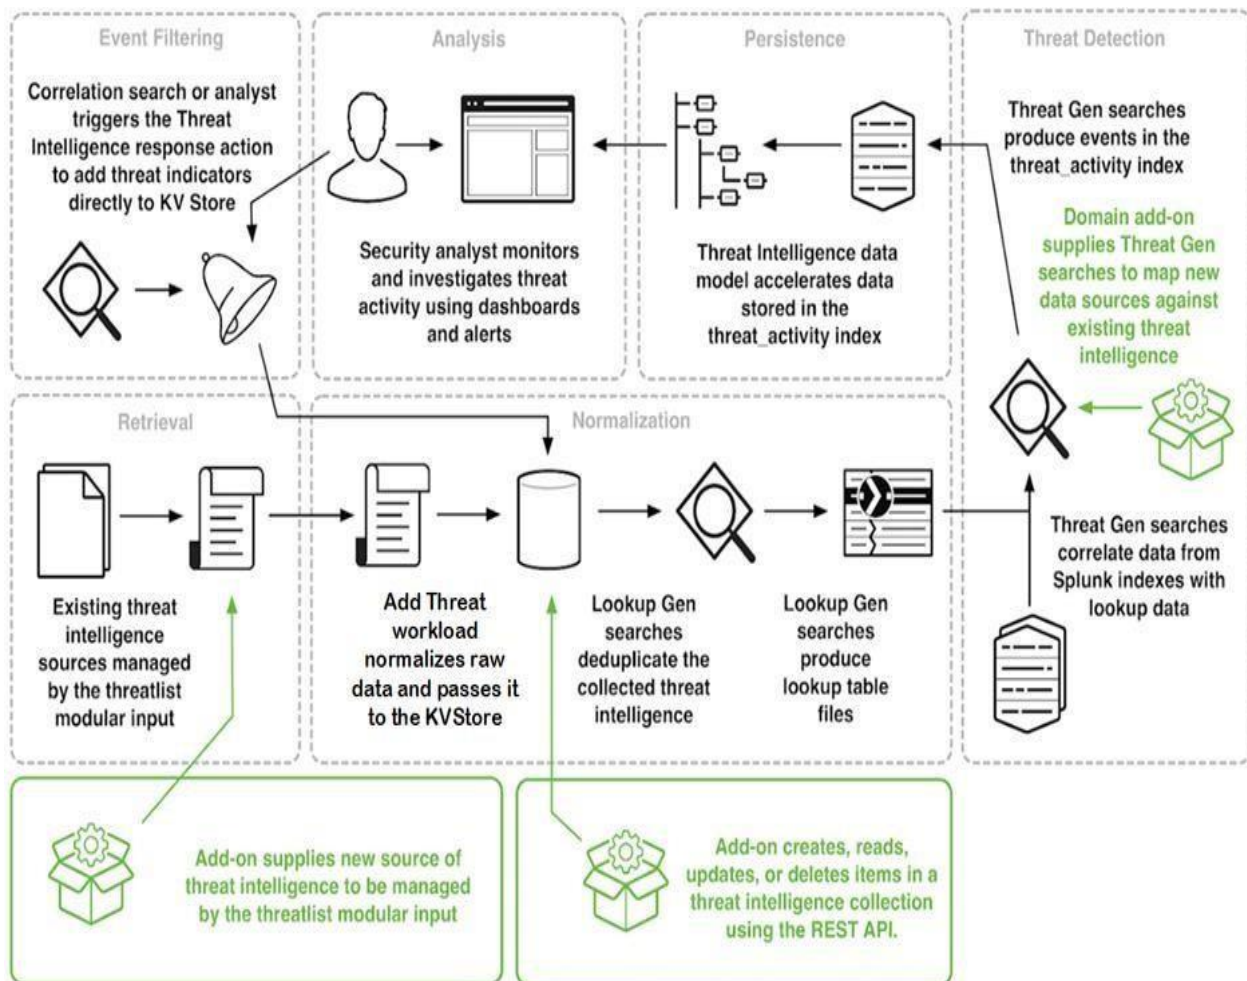 Event Filtering
Correlation search or analyst
triggers the Threat
Intelligence response action
to add threat indicators
directly to KV Store
Analysis
Security analyst monitors
and investigates threat
activity using dashboards
and alerts
Persistence
Threat Intelligence data
model accelerates data
stored in the
threat_activity index
Threat Detection
Threat Gen searches
produce events in the
threat_activity index
Domain add-on
supplies Threat Gen
searches to map new
data sources against
existing threat
intelligence
Threat Gen searches
correlate data from
Splunk indexes with
lookup data
Retrieval
Existing threat
intelligence
sources managed
by the threatlist
modular input
Normalization
Add Threat
workload
normalizes raw
data and passes it
to the KVStore
Lookup Gen
searches
deduplicate the
collected threat
intelligence
Lookup Gen
searches
produce
lookup table
files
Add-on supplies new source of
threat intelligence to be managed
by the threatlist modular input
Add-on creates, reads,
updates, or deletes items in a
threat intelligence collection
using the REST API.